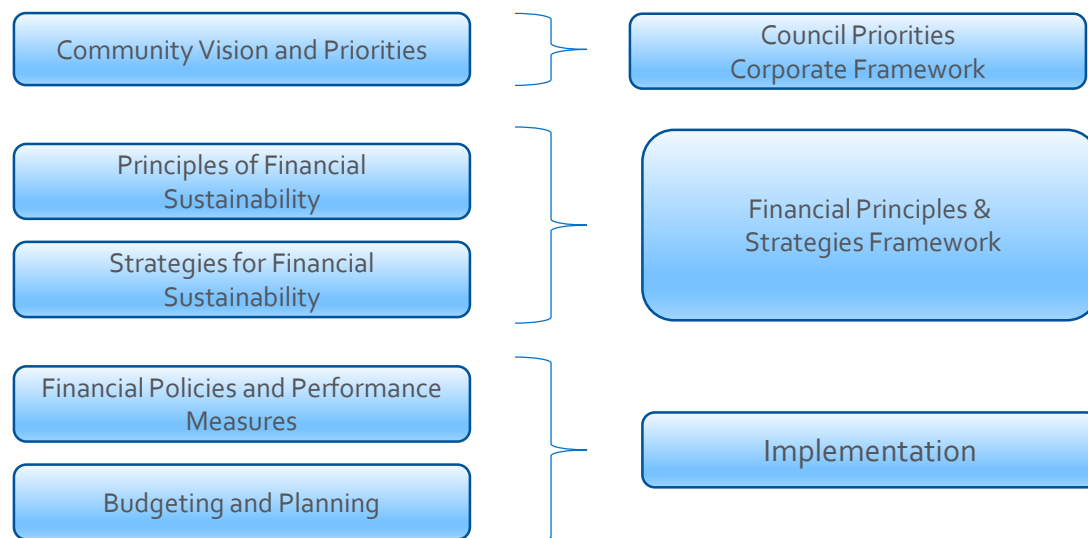 Community Vision and Priorities
Council Priorities
Corporate Framework
Principles of Financial
Sustainability
Strategies for Financial
Sustainability
Financial Principles &
Strategies Framework
Financial Policies and Performance
Measures
Budgeting and Planning
Implementation